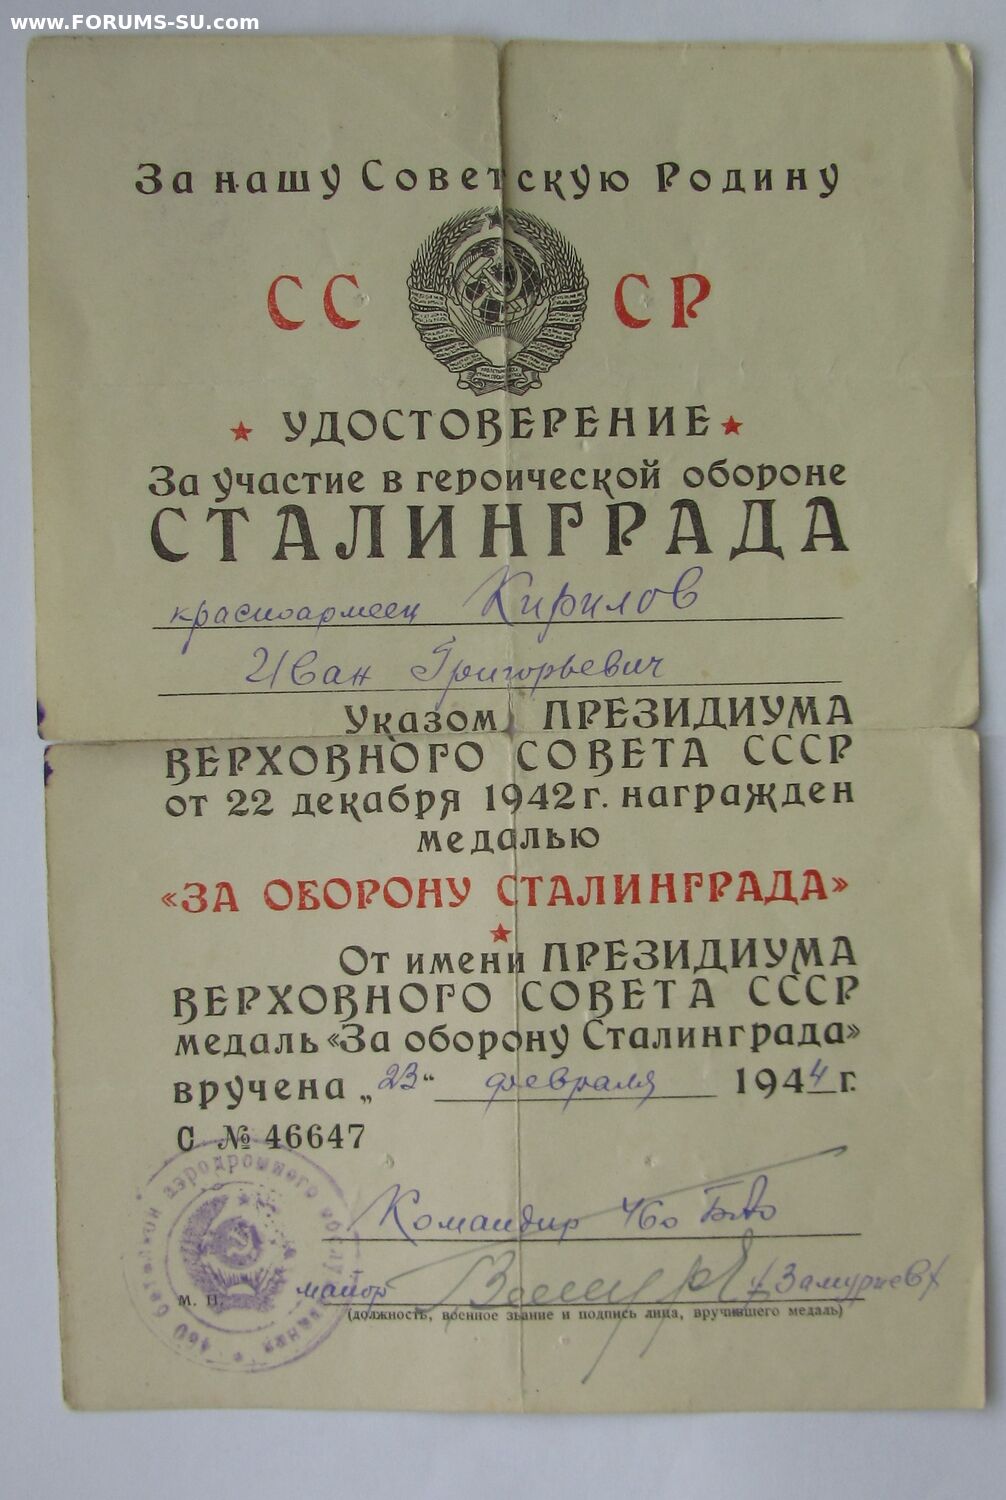 www.FORUMS-SU.com
За нашу Советскую Родину
СС СР
УДОСТОВЕРЕНИЕ
За участие в героической обороне
СТАЛИНГРАДА
красноармеец Кирилов
Иван Григорьевич
Указом ПРЕЗИДИУМА
ВЕРХОВНОГО СОВЕТА СССР
от 22 декабря 1942 г. награжден
медалью
«ЗА ОБОРОНУ СТАЛИНГРАДА»
От имени ПРЕЗИДИУМА
ВЕРХОВНОГО СОВЕТА СССР
медаль «За оборону Сталинграда»
вручена „23“ февраля 1944 г.
С № 46647
аэродромного
Командир 460 БАО
майор /Замуриев/
М. П.
(должность, военное звание и подпись лица, вручившего медаль)